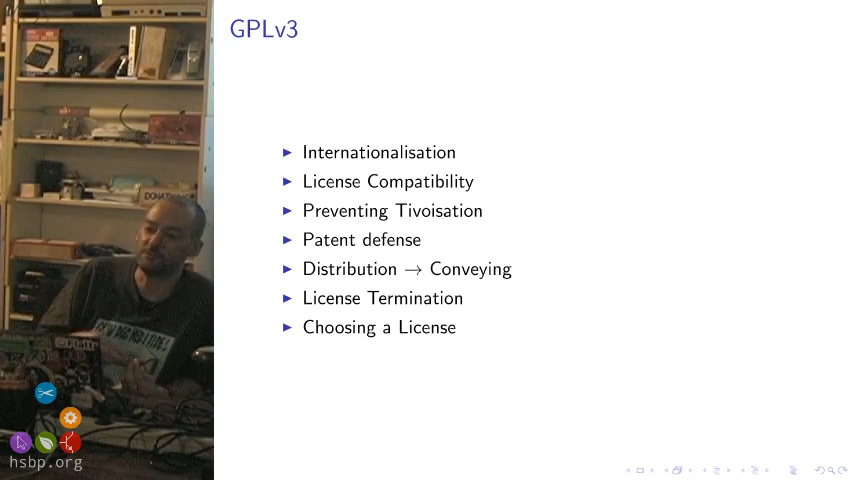 GPLv3
Internationalisation
License Compatibility
Preventing Tivoisation
Patent defense
Distribution → Conveying
License Termination
Choosing a License
hsbp.org